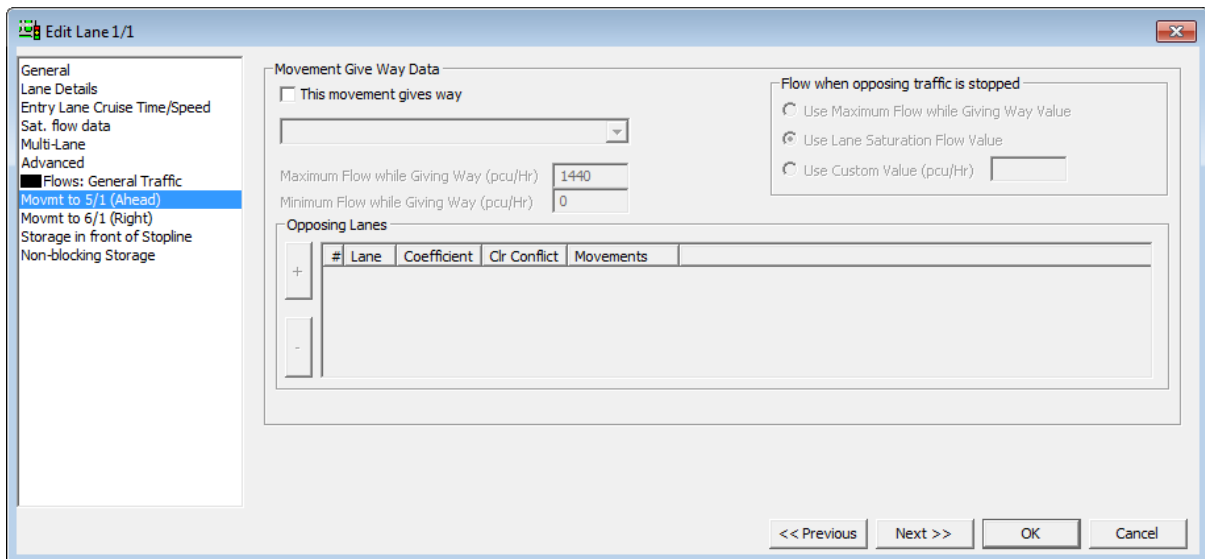 Edit Lane 1/1
General
Lane Details
Entry Lane Cruise Time/Speed
Sat. flow data
Multi-Lane
Advanced
Flows: General Traffic
Movmt to 5/1 (Ahead)
Movmt to 6/1 (Right)
Storage in front of Stopline
Non-blocking Storage
Movement Give Way Data
This movement gives way
Maximum Flow while Giving Way (pcu/Hr) 1440
Minimum Flow while Giving Way (pcu/Hr) 0
Flow when opposing traffic is stopped
Use Maximum Flow while Giving Way Value
Use Lane Saturation Flow Value
Use Custom Value (pcu/Hr)
Opposing Lanes
+
-
# Lane Coefficient Clr Conflict Movements
<< Previous Next >> OK Cancel